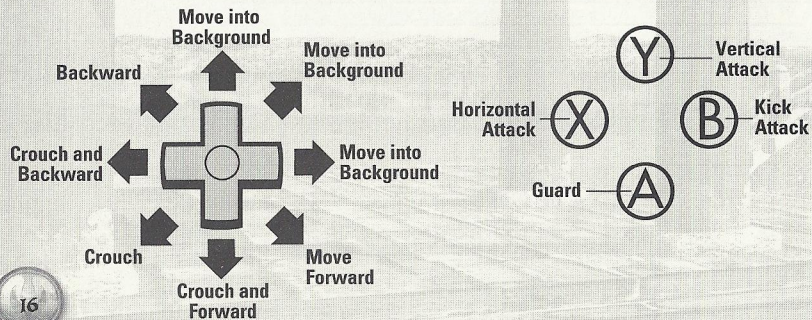 Move into
Background
Move into
Background
Backward
Crouch and
Backward
Move into
Background
Crouch
Move
Forward
Crouch and
Forward
Y
Vertical
Attack
Horizontal
Attack
X
B
Kick
Attack
Guard
A
16